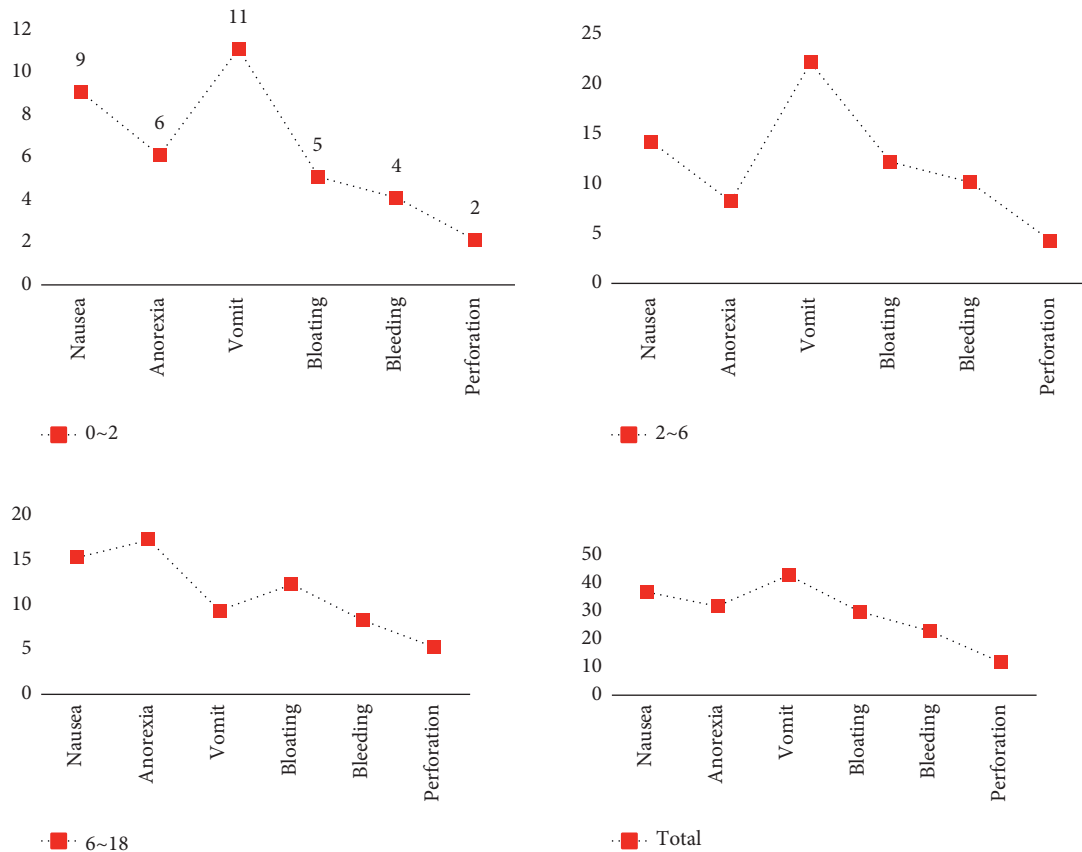 12
10
8
6
4
2
0
9
6
11
5
4
2
Nausea
Anorexia
Vomit
Bloating
Bleeding
Perforation
0~2
25
20
15
10
5
0
Nausea
Anorexia
Vomit
Bloating
Bleeding
Perforation
2~6
20
15
10
5
0
Nausea
Anorexia
Vomit
Bloating
Bleeding
Perforation
6~18
50
40
30
20
10
0
Nausea
Anorexia
Vomit
Bloating
Bleeding
Perforation
Total